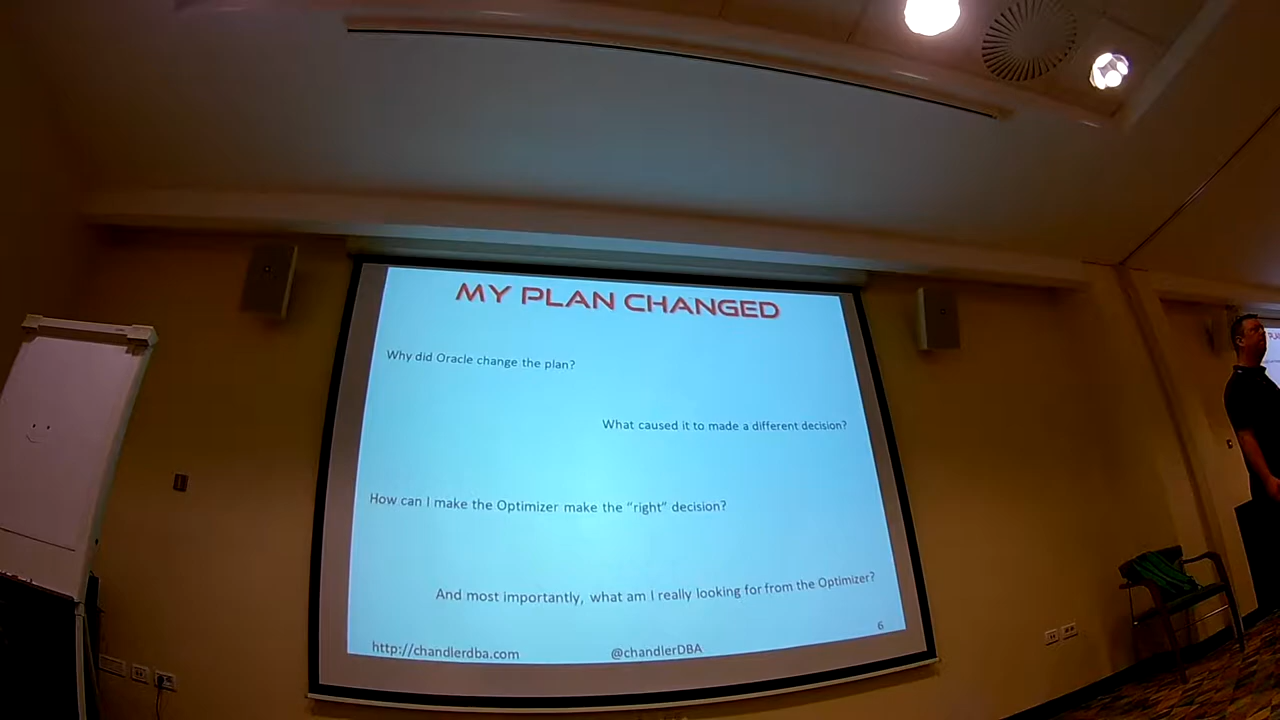 MY PLAN CHANGED
Why did Oracle change the plan?
What caused it to made a different decision?
How can I make the Optimizer make the “right” decision?
And most importantly, what am I really looking for from the Optimizer?
6
http://chandlerdba.com
@chandlerDBA